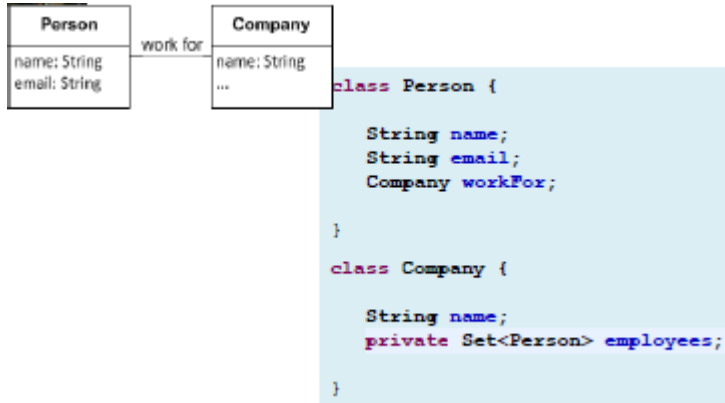 Person
name: String
email: String
work for
Company
name: String
...
class Person {
String name;
String email;
Company workFor;
}
class Company {
String name;
private Set<Person> employees;
}